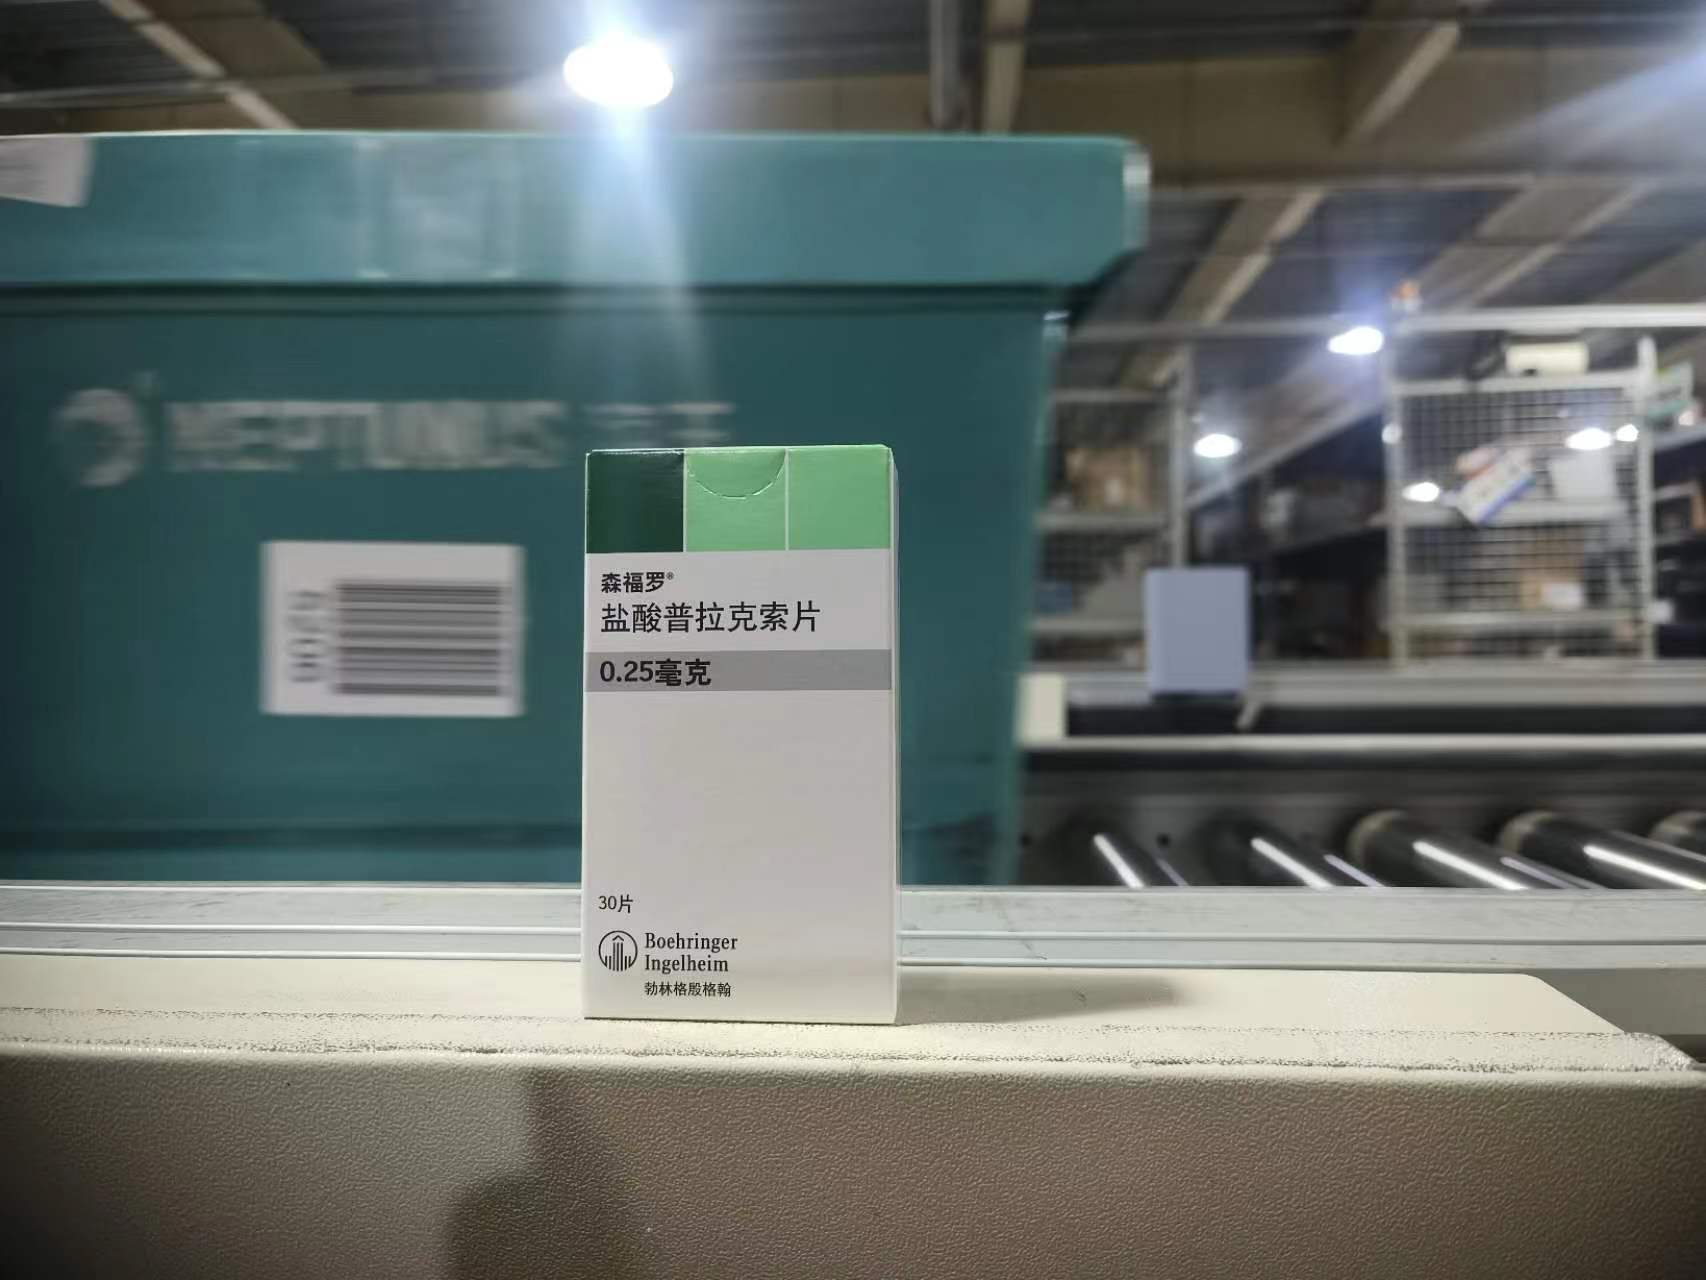 NEPTUNUS
森福罗®
盐酸普拉克索片
0.25毫克
30片
Boehringer
Ingelheim
勃林格殷格翰